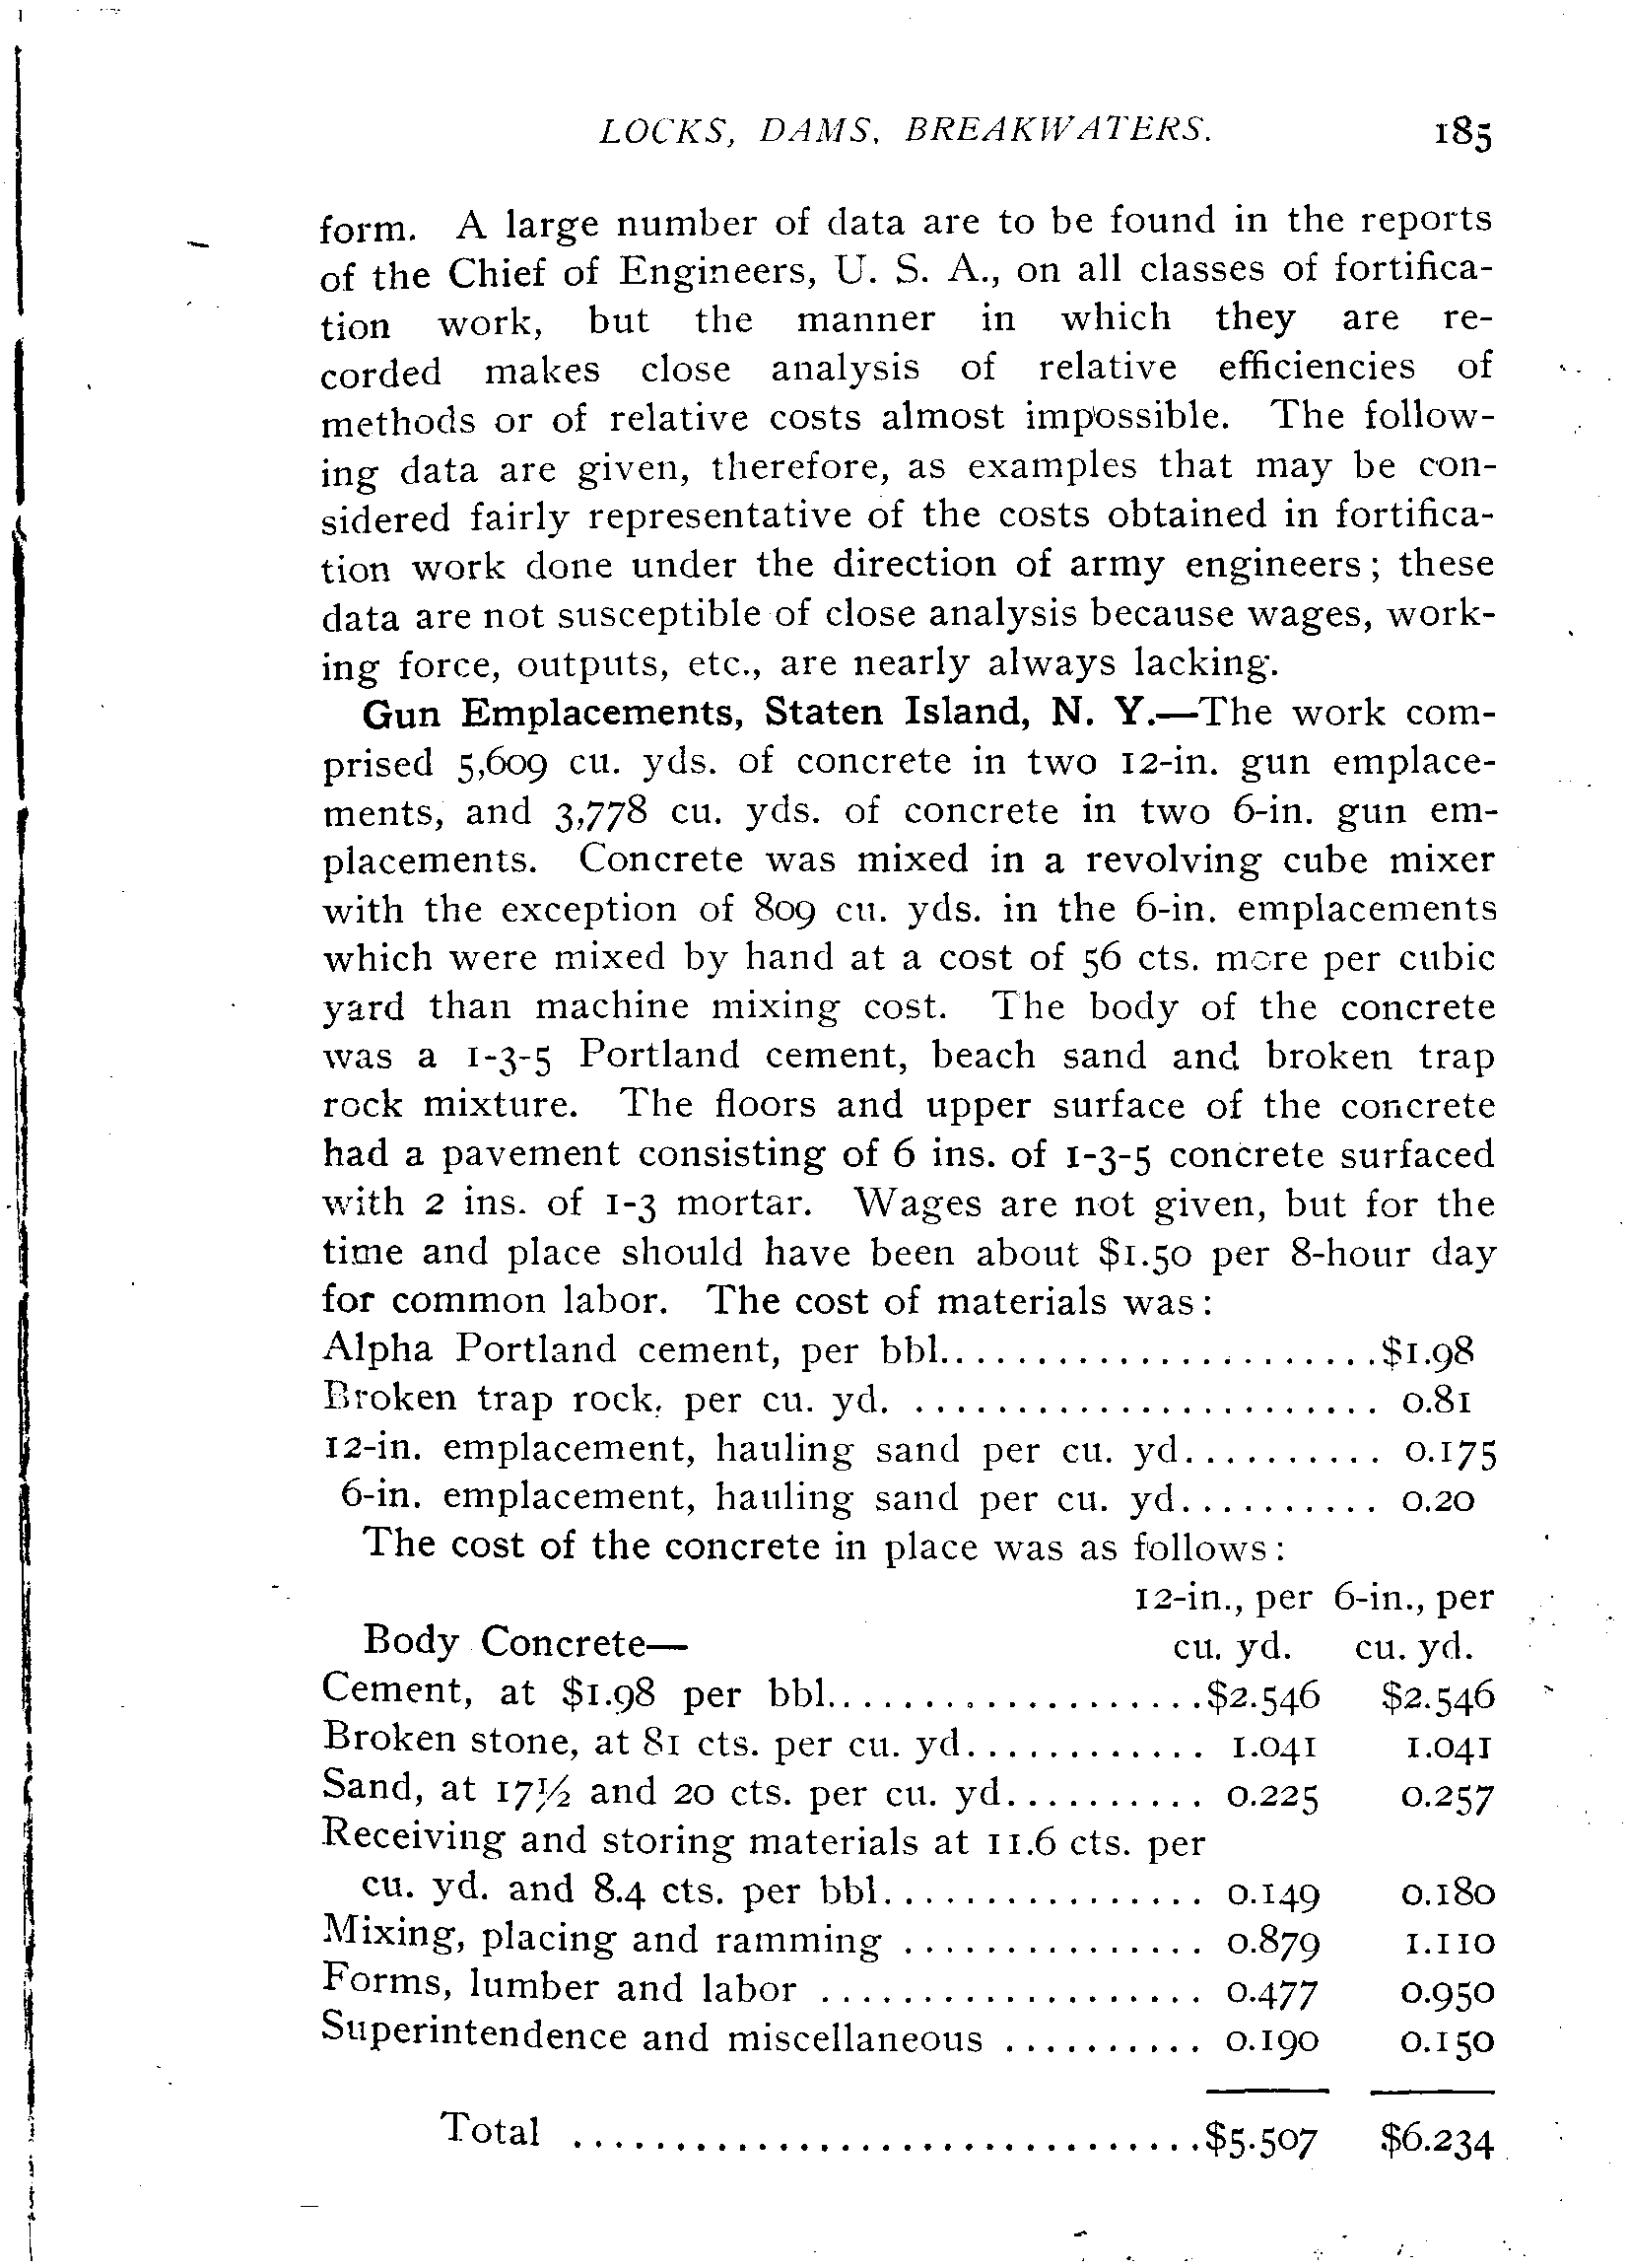 LOCKS, DAMS, BREAKWATERS. 185
form. A large number of data are to be found in the reports
of the Chief of Engineers, U. S. A., on all classes of fortifica-
tion work, but the manner in which they are re-
corded makes close analysis of relative efficiencies of
methods or of relative costs almost impossible. The follow-
ing data are given, therefore, as examples that may be con-
sidered fairly representative of the costs obtained in fortifica-
tion work done under the direction of army engineers; these
data are not susceptible of close analysis because wages, work-
ing force, outputs, etc., are nearly always lacking.
Gun Emplacements, Staten Island, N. Y.—The work com-
prised 5,609 cu. yds. of concrete in two 12-in. gun emplace-
ments, and 3,778 cu. yds. of concrete in two 6-in. gun em-
placements. Concrete was mixed in a revolving cube mixer
with the exception of 809 cu. yds. in the 6-in. emplacements
which were mixed by hand at a cost of 56 cts. more per cubic
yard than machine mixing cost. The body of the concrete
was a 1-3-5 Portland cement, beach sand and broken trap
rock mixture. The floors and upper surface of the concrete
had a pavement consisting of 6 ins. of 1-3-5 concrete surfaced
with 2 ins. of 1-3 mortar. Wages are not given, but for the
time and place should have been about $1.50 per 8-hour day
for common labor. The cost of materials was:
Alpha Portland cement, per bbl......................$1.98
Broken trap rock, per cu. yd. ........................ 0.81
12-in. emplacement, hauling sand per cu. yd.......... 0.175
6-in. emplacement, hauling sand per cu. yd.......... 0.20
The cost of the concrete in place was as follows:
12-in., per 6-in., per
Body Concrete— cu. yd. cu. yd.
Cement, at $1.98 per bbl...................$2.546 $2.546
Broken stone, at 81 cts. per cu. yd............. 1.041 1.041
Sand, at 17½ and 20 cts. per cu. yd.......... 0.225 0.257
Receiving and storing materials at 11.6 cts. per
cu. yd. and 8.4 cts. per bbl................ 0.149 0.180
Mixing, placing and ramming ............... 0.879 1.110
Forms, lumber and labor ................... 0.477 0.950
Superintendence and miscellaneous .......... 0.190 0.150
Total ................................$5.507 $6.234